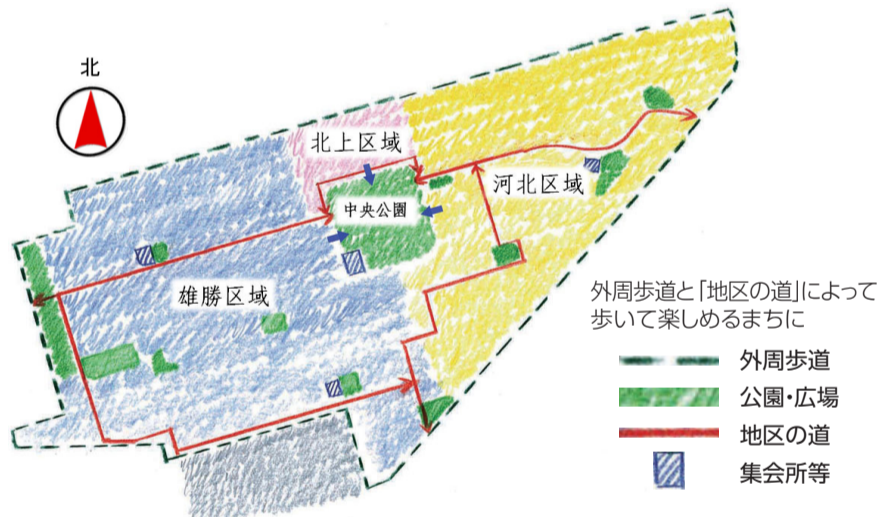 北
北上区域
河北区域
中央公園
雄勝区域
外周歩道と「地区の道」によって
歩いて楽しめるまちに
外周歩道
公園・広場
地区の道
集会所等